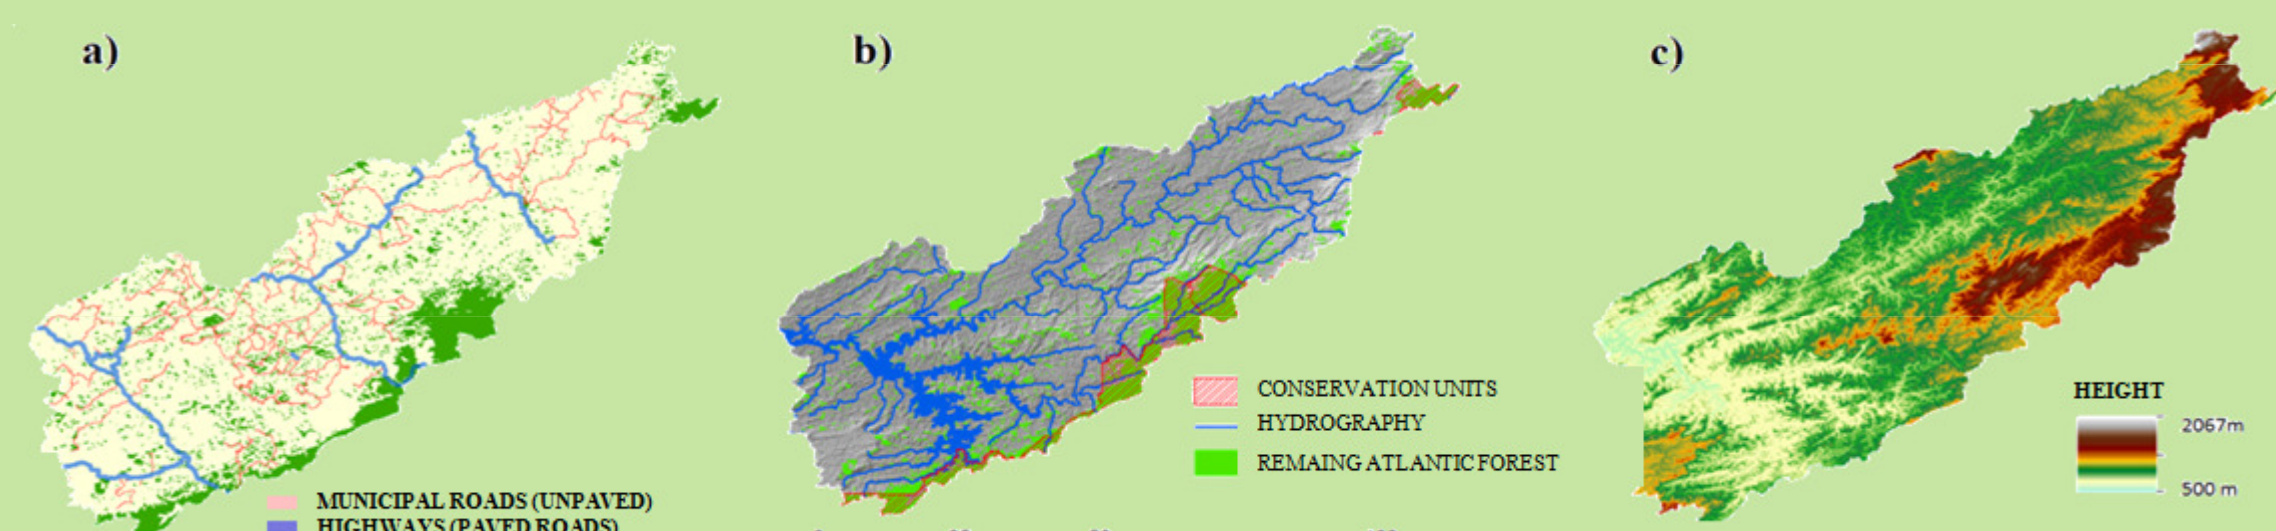 a)
b)
c)
CONSERVATION UNITS
HYDROGRAPHY
REMAING ATLANTIC FOREST
HEIGHT
2067m
500 m
MUNICIPAL ROADS (UNPAVED)
HIGHWAYS (PAVED ROADS)